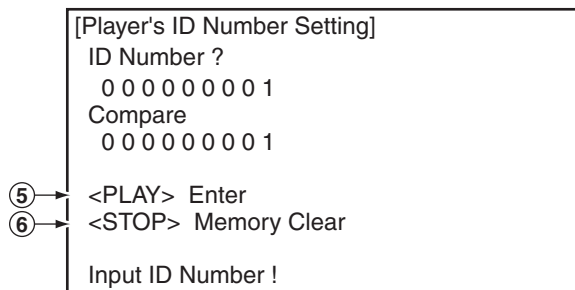 [Player's ID Number Setting]
ID Number ?
0 0 0 0 0 0 0 0 1
Compare
0 0 0 0 0 0 0 0 1
⑤ <PLAY> Enter
⑥ <STOP> Memory Clear
Input ID Number !